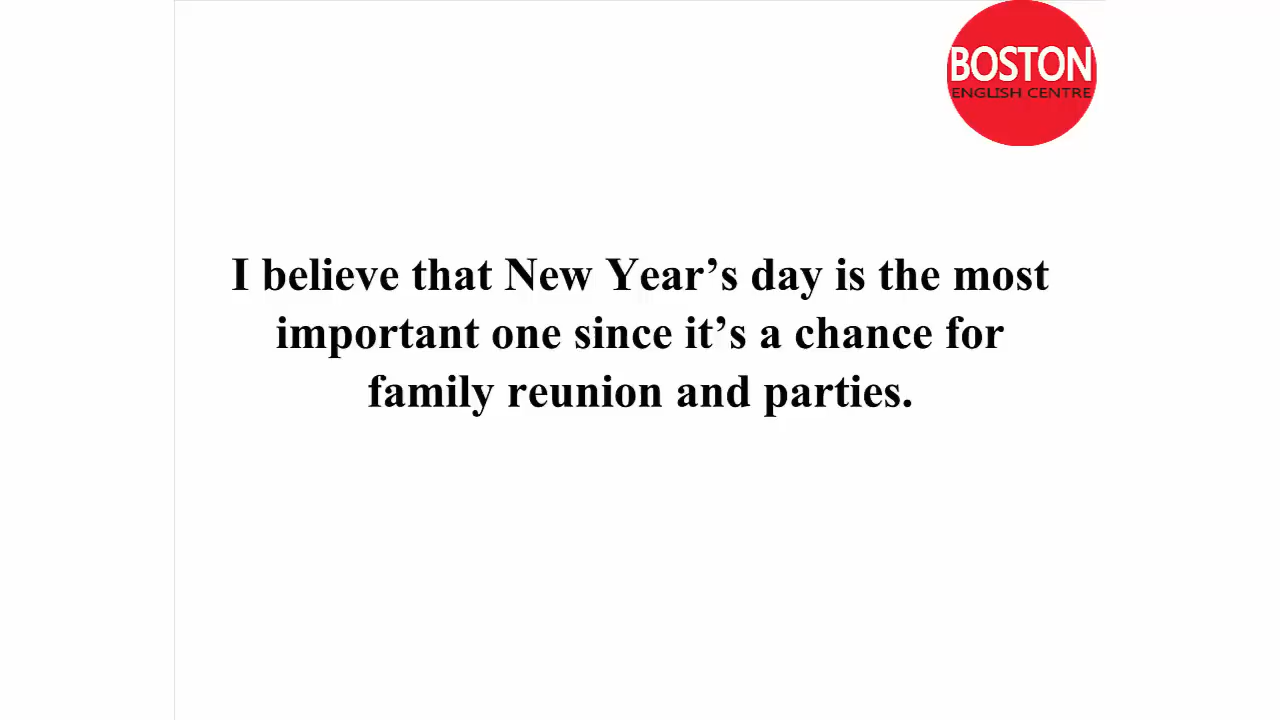 BOSTON
ENGLISH CENTRE
I believe that New Year’s day is the most
important one since it’s a chance for
family reunion and parties.